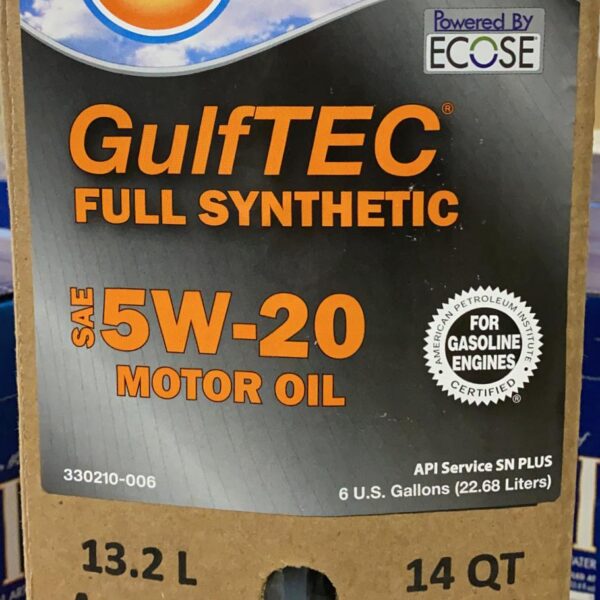 Powered By
ECOSE
GulfTEC®
FULL SYNTHETIC
SAE 5W-20
MOTOR OIL
AMERICAN PETROLEUM INSTITUTE
FOR
GASOLINE
ENGINES
CERTIFIED
®
330210-006
API Service SN PLUS
6 U.S. Gallons (22.68 Liters)
13.2 L
14 QT